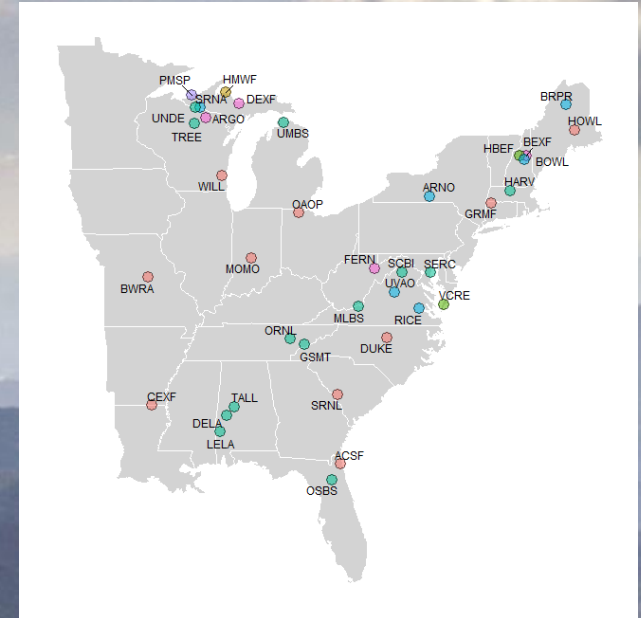 PMSP
HMWF
SRNA
DEXF
UNDE
ARGO
TREE
UMBS
BRPR
HOWL
HBEF
BEXF
BOWL
HARV
WILL
ARNO
OAOP
GRMF
MOMO
FERN
SCBI
SERC
BWRA
UVAO
VCRE
MLBS
RICE
ORNL
GSMT
DUKE
CEXF
TALL
SRNL
DELA
LELA
ACSF
OSBS